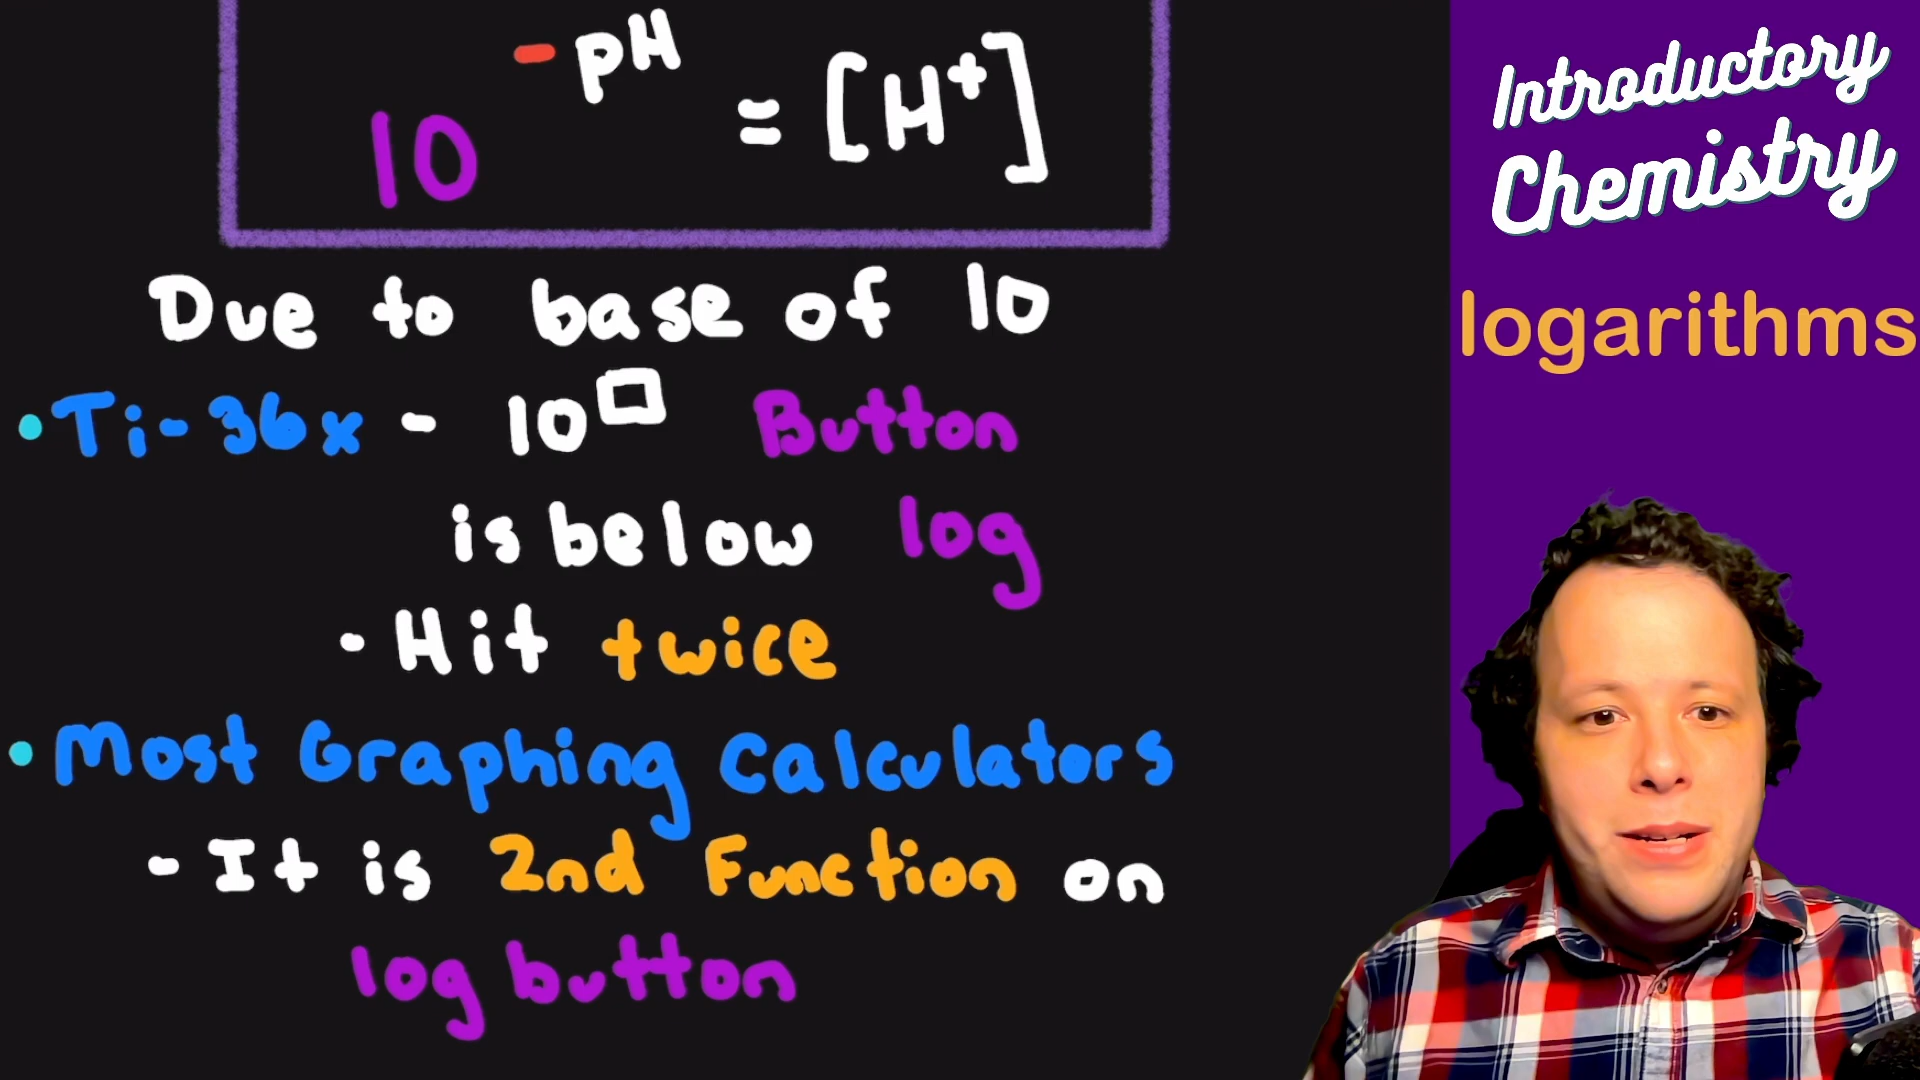 10^-pH = [H⁺]
Due to base of 10
• Ti-36x - 10^□ Button
is below log
- Hit twice
• Most Graphing Calculators
- It is 2nd Function on
log button
Introductory
Chemistry
logarithms